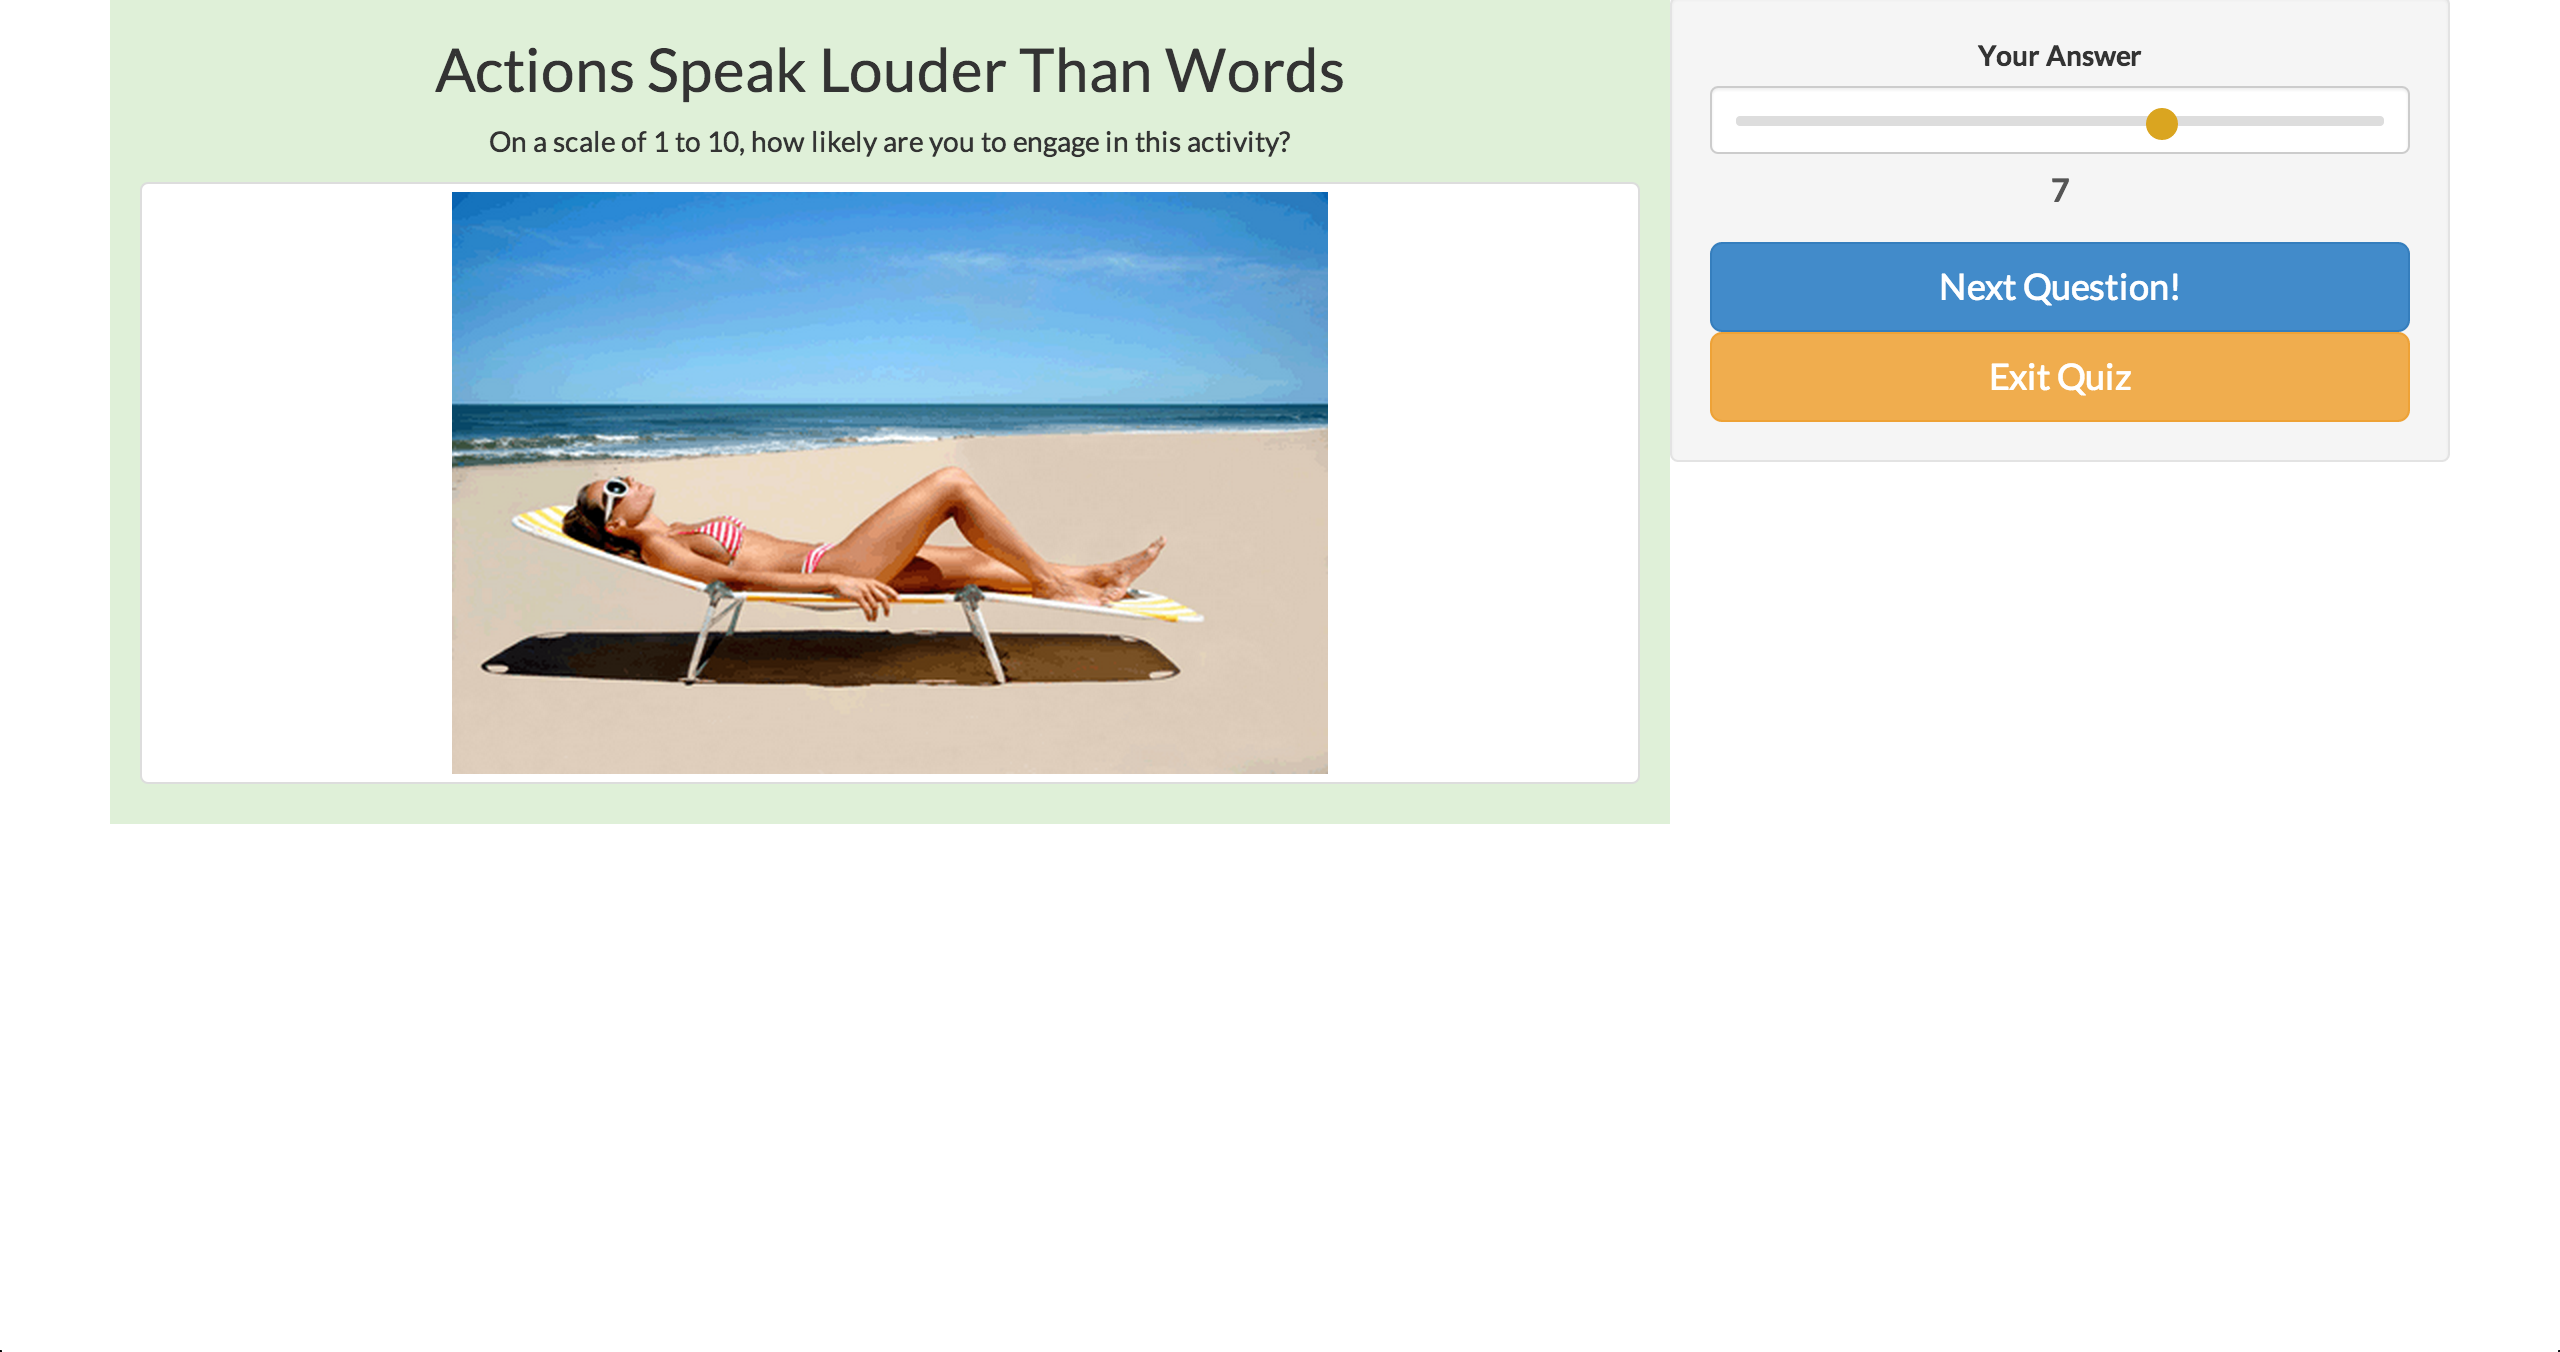 Actions Speak Louder Than Words
On a scale of 1 to 10, how likely are you to engage in this activity?
Your Answer
7
Next Question!
Exit Quiz